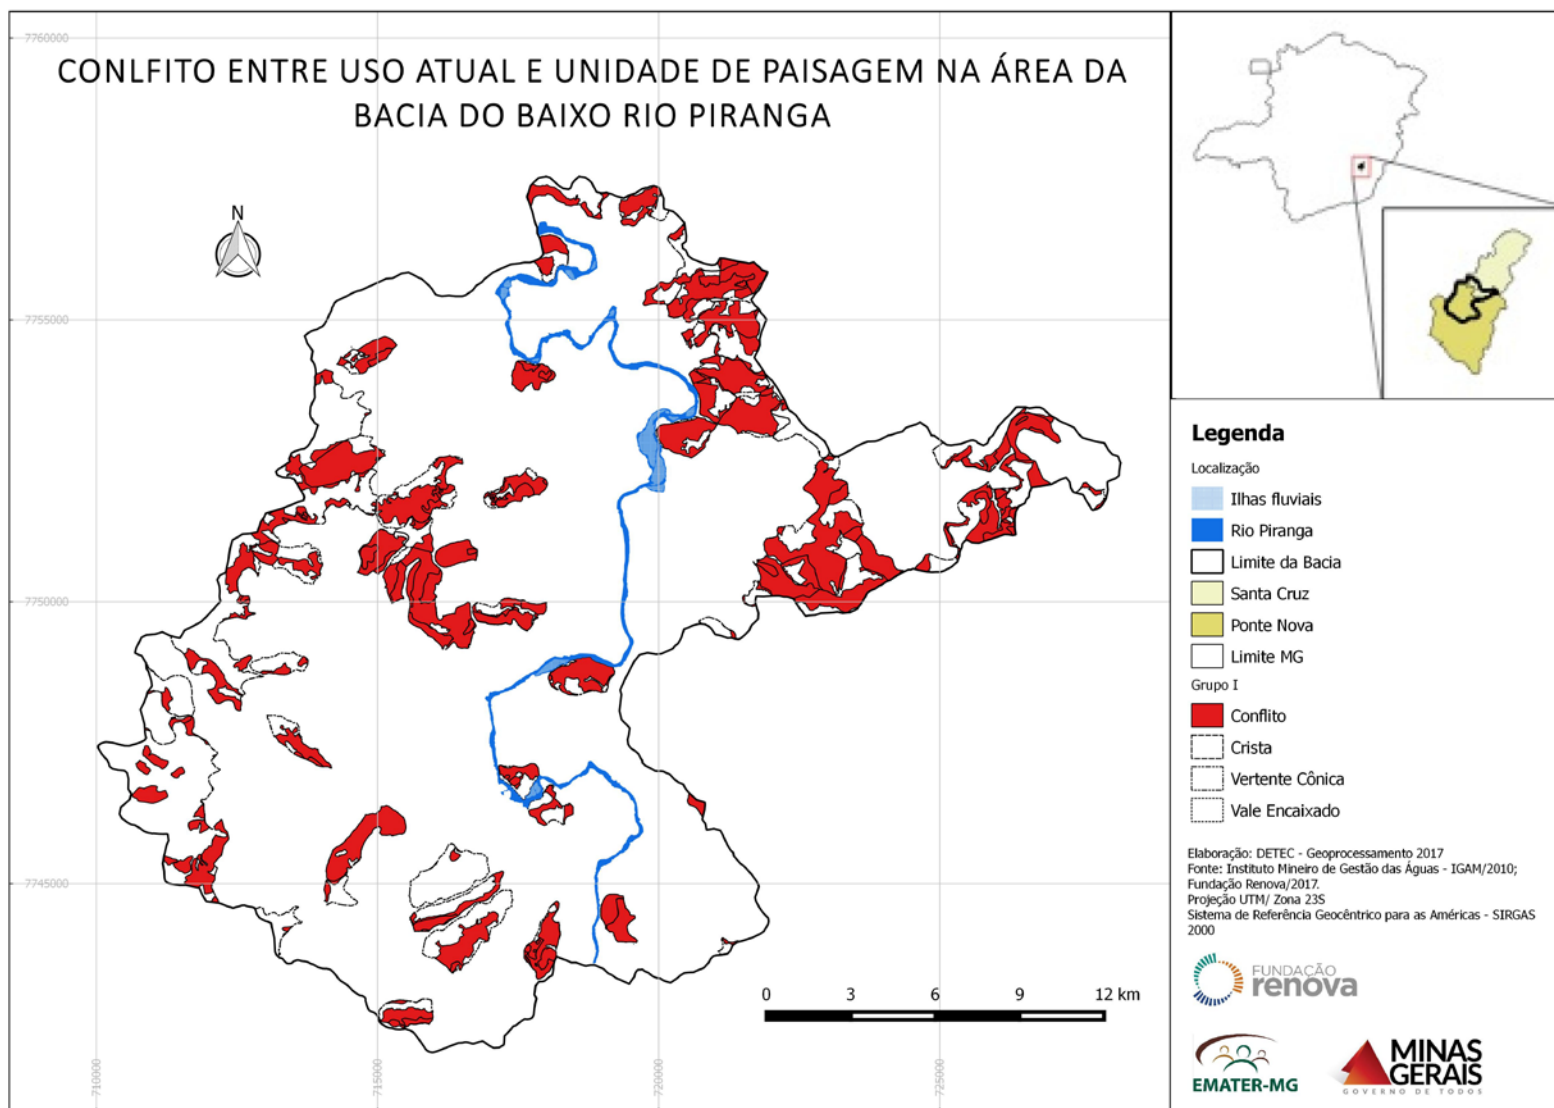 7760000
CONLFITO ENTRE USO ATUAL E UNIDADE DE PAISAGEM NA ÁREA DA
BACIA DO BAIXO RIO PIRANGA
N
7755000
7750000
7745000
0 3 6 9 12 km
710000
715000
720000
725000
Legenda
Localização
Ilhas fluviais
Rio Piranga
Limite da Bacia
Santa Cruz
Ponte Nova
Limite MG
Grupo I
Conflito
Crista
Vertente Cônica
Vale Encaixado
Elaboração: DETEC - Geoprocessamento 2017
Fonte: Instituto Mineiro de Gestão das Águas - IGAM/2010;
Fundação Renova/2017.
Projeção UTM/ Zona 23S
Sistema de Referência Geocêntrico para as Américas - SIRGAS
2000
FUNDAÇÃO
renova
EMATER-MG
MINAS
GERAIS
GOVERNO DE TODOS